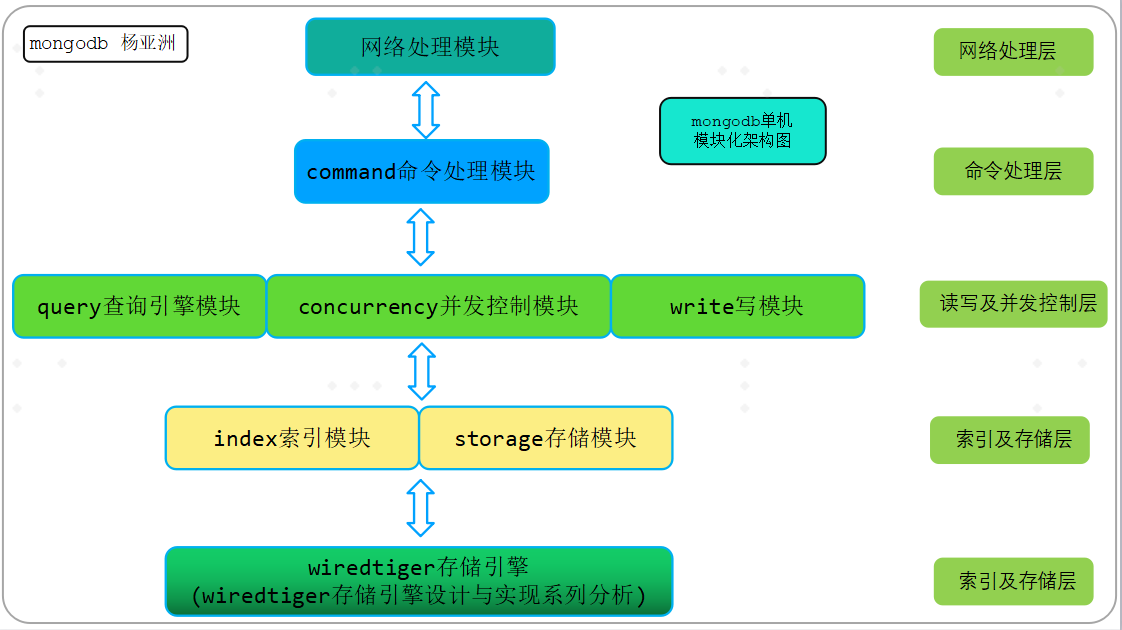 mongodb 杨亚洲
网络处理模块
网络处理层
mongodb单机
模块化架构图
command命令处理模块
命令处理层
query查询引擎模块
concurrency并发控制模块
write写模块
读写及并发控制层
index索引模块
storage存储模块
索引及存储层
wiredtiger存储引擎
(wiredtiger存储引擎设计与实现系列分析)
索引及存储层